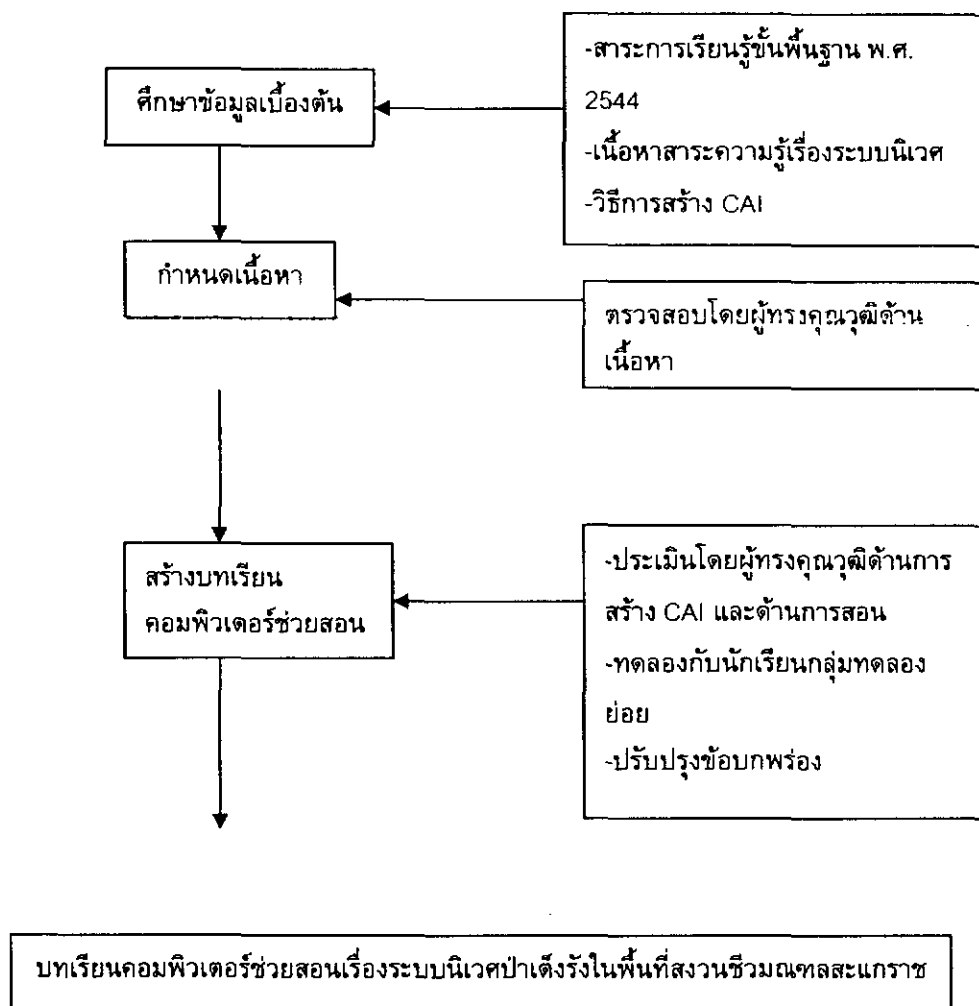 ศึกษาข้อมูลเบื้องต้น
-สาระการเรียนรู้ขั้นพื้นฐาน พ.ศ.
2544
-เนื้อหาสาระความรู้เรื่องระบบนิเวศ
-วิธีการสร้าง CAI
กำหนดเนื้อหา
ตรวจสอบโดยผู้ทรงคุณวุฒิด้าน
เนื้อหา
สร้างบทเรียน
คอมพิวเตอร์ช่วยสอน
-ประเมินโดยผู้ทรงคุณวุฒิด้านการ
สร้าง CAI และด้านการสอน
-ทดลองกับนักเรียนกลุ่มทดลอง
ย่อย
-ปรับปรุงข้อบกพร่อง
บทเรียนคอมพิวเตอร์ช่วยสอนเรื่องระบบนิเวศป่าเต็งรังในพื้นที่สงวนชีวมณฑลสะแกราช